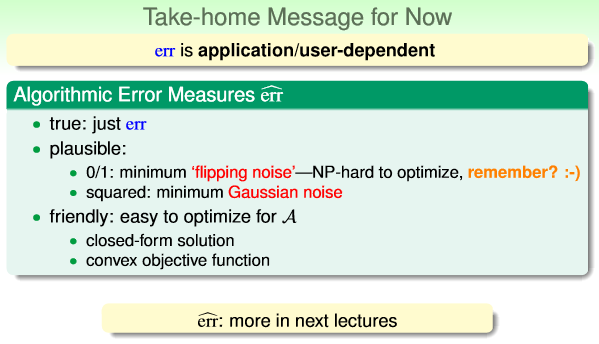 Take-home Message for Now
err is application/user-dependent
Algorithmic Error Measures $\widehat{\text{err}}$
• true: just err
• plausible:
• 0/1: minimum ‘flipping noise’—NP-hard to optimize, remember? :-)
• squared: minimum Gaussian noise
• friendly: easy to optimize for $\mathcal{A}$
• closed-form solution
• convex objective function
$\widehat{\text{err}}$: more in next lectures